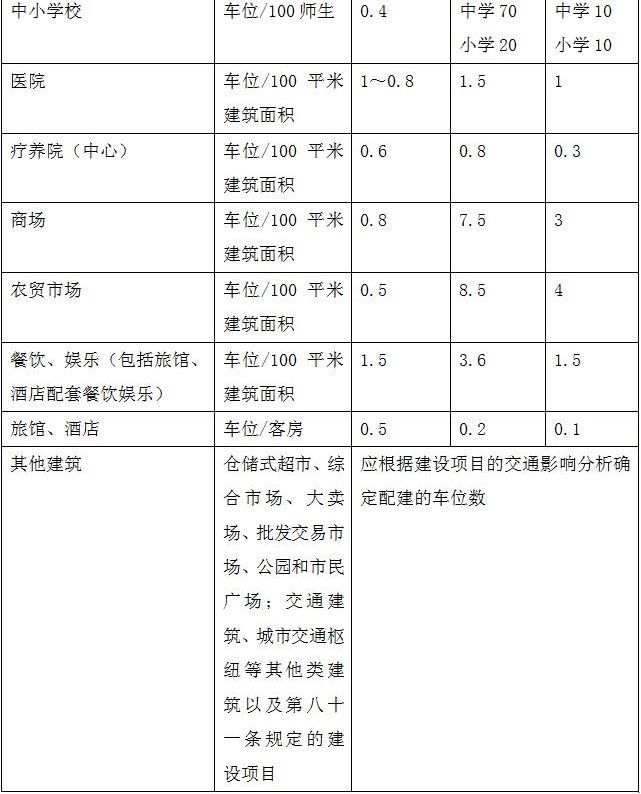 中小学校 车位/100 师生 0.4 中学 70 中学 10
小学 20 小学 10
医院 车位/100 平米 1～0.8 1.5 1
建筑面积
疗养院（中心） 车位/100 平米 0.6 0.8 0.3
建筑面积
商场 车位/100 平米 0.8 7.5 3
建筑面积
农贸市场 车位/100 平米 0.5 8.5 4
建筑面积
餐饮、娱乐（包括旅馆、 车位/100 平米 1.5 3.6 1.5
酒店配套餐饮娱乐） 建筑面积
旅馆、酒店 车位/客房 0.5 0.2 0.1
其他建筑 仓储式超市、综 应根据建设项目的交通影响分析确
合市场、大卖 定配建的车位数
场、批发交易市
场、公园和市民
广场；交通建
筑、城市交通枢
纽等其他类建
筑以及第八十
一条规定的建
设项目